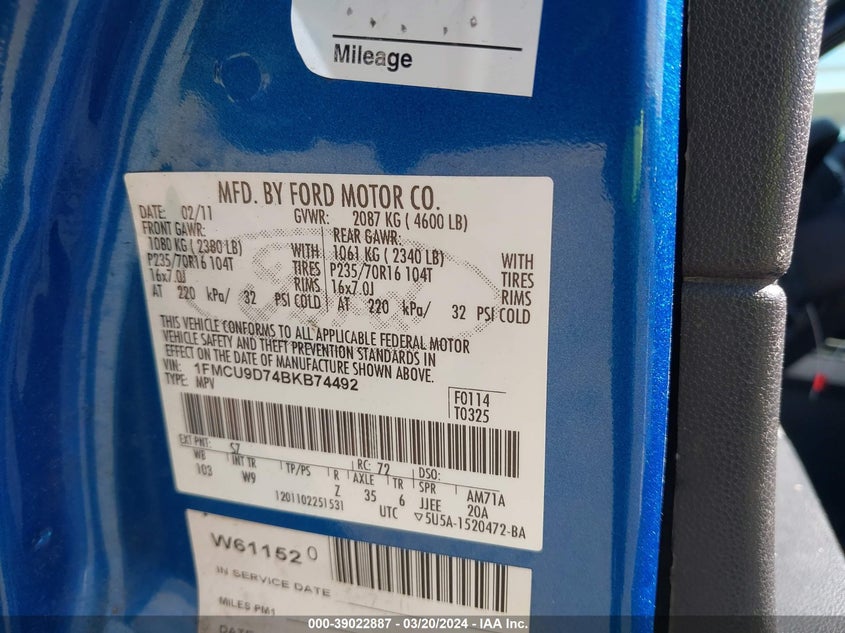 Mileage
MFD. BY FORD MOTOR CO.
DATE: 02/11 GVWR: 2087 KG ( 4600 LB)
FRONT GAWR: REAR GAWR:
1080 KG ( 2380 LB) WITH 1061 KG ( 2340 LB) WITH
P235/70R16 104T TIRES P235/70R16 104T TIRES
16x7.0J RIMS 16x7.0J RIMS
AT 220 kPa/ 32 PSI COLD AT 220 kPa/ 32 PSI COLD
THIS VEHICLE CONFORMS TO ALL APPLICABLE FEDERAL MOTOR
VEHICLE SAFETY AND THEFT PREVENTION STANDARDS IN
EFFECT ON THE DATE OF MANUFACTURE SHOWN ABOVE.
VIN: 1FMCU9D74BKB74492
TYPE: MPV
F0114
T0325
EXT PNT: S7 RC: 72 DSO:
WB INT TR TP/PS R AXLE TR SPR AM71A
103 W9 Z 35 6 JJEE 20A
1201102251531 UTC ▽5U5A-1520472-BA
W611520
IN SERVICE DATE
MILES PM1
DATE
000-39022887 - 03/20/2024 - IAA Inc.